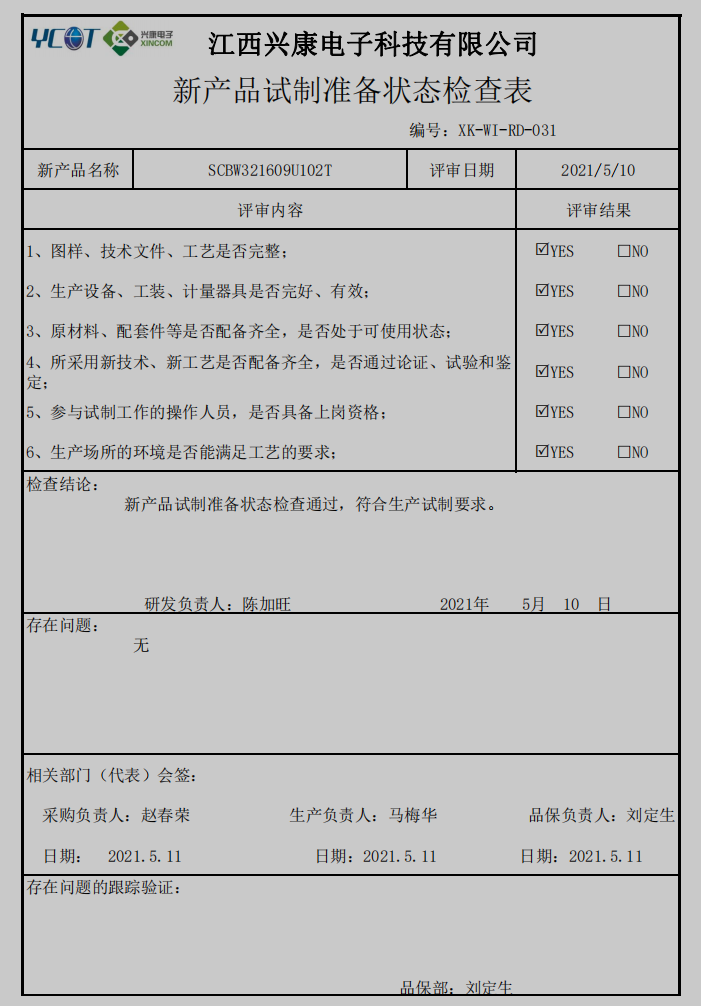 YCOT 兴康电子 XINCOM 江西兴康电子科技有限公司
新产品试制准备状态检查表
编号：XK-WI-RD-031
新产品名称 SCBW321609U102T 评审日期 2021/5/10
评审内容 评审结果
1、图样、技术文件、工艺是否完整； ☑YES □NO
2、生产设备、工装、计量器具是否完好、有效； ☑YES □NO
3、原材料、配套件等是否配备齐全，是否处于可使用状态； ☑YES □NO
4、所采用新技术、新工艺是否配备齐全，是否通过论证、试验和鉴
定； ☑YES □NO
5、参与试制工作的操作人员，是否具备上岗资格； ☑YES □NO
6、生产场所的环境是否能满足工艺的要求； ☑YES □NO
检查结论：
新产品试制准备状态检查通过，符合生产试制要求。
研发负责人：陈加旺 2021年 5月 10 日
存在问题：
无
相关部门（代表）会签：
采购负责人：赵春荣 生产负责人：马梅华 品保负责人：刘定生
日期： 2021.5.11 日期：2021.5.11 日期：2021.5.11
存在问题的跟踪验证：
品保部：刘定生